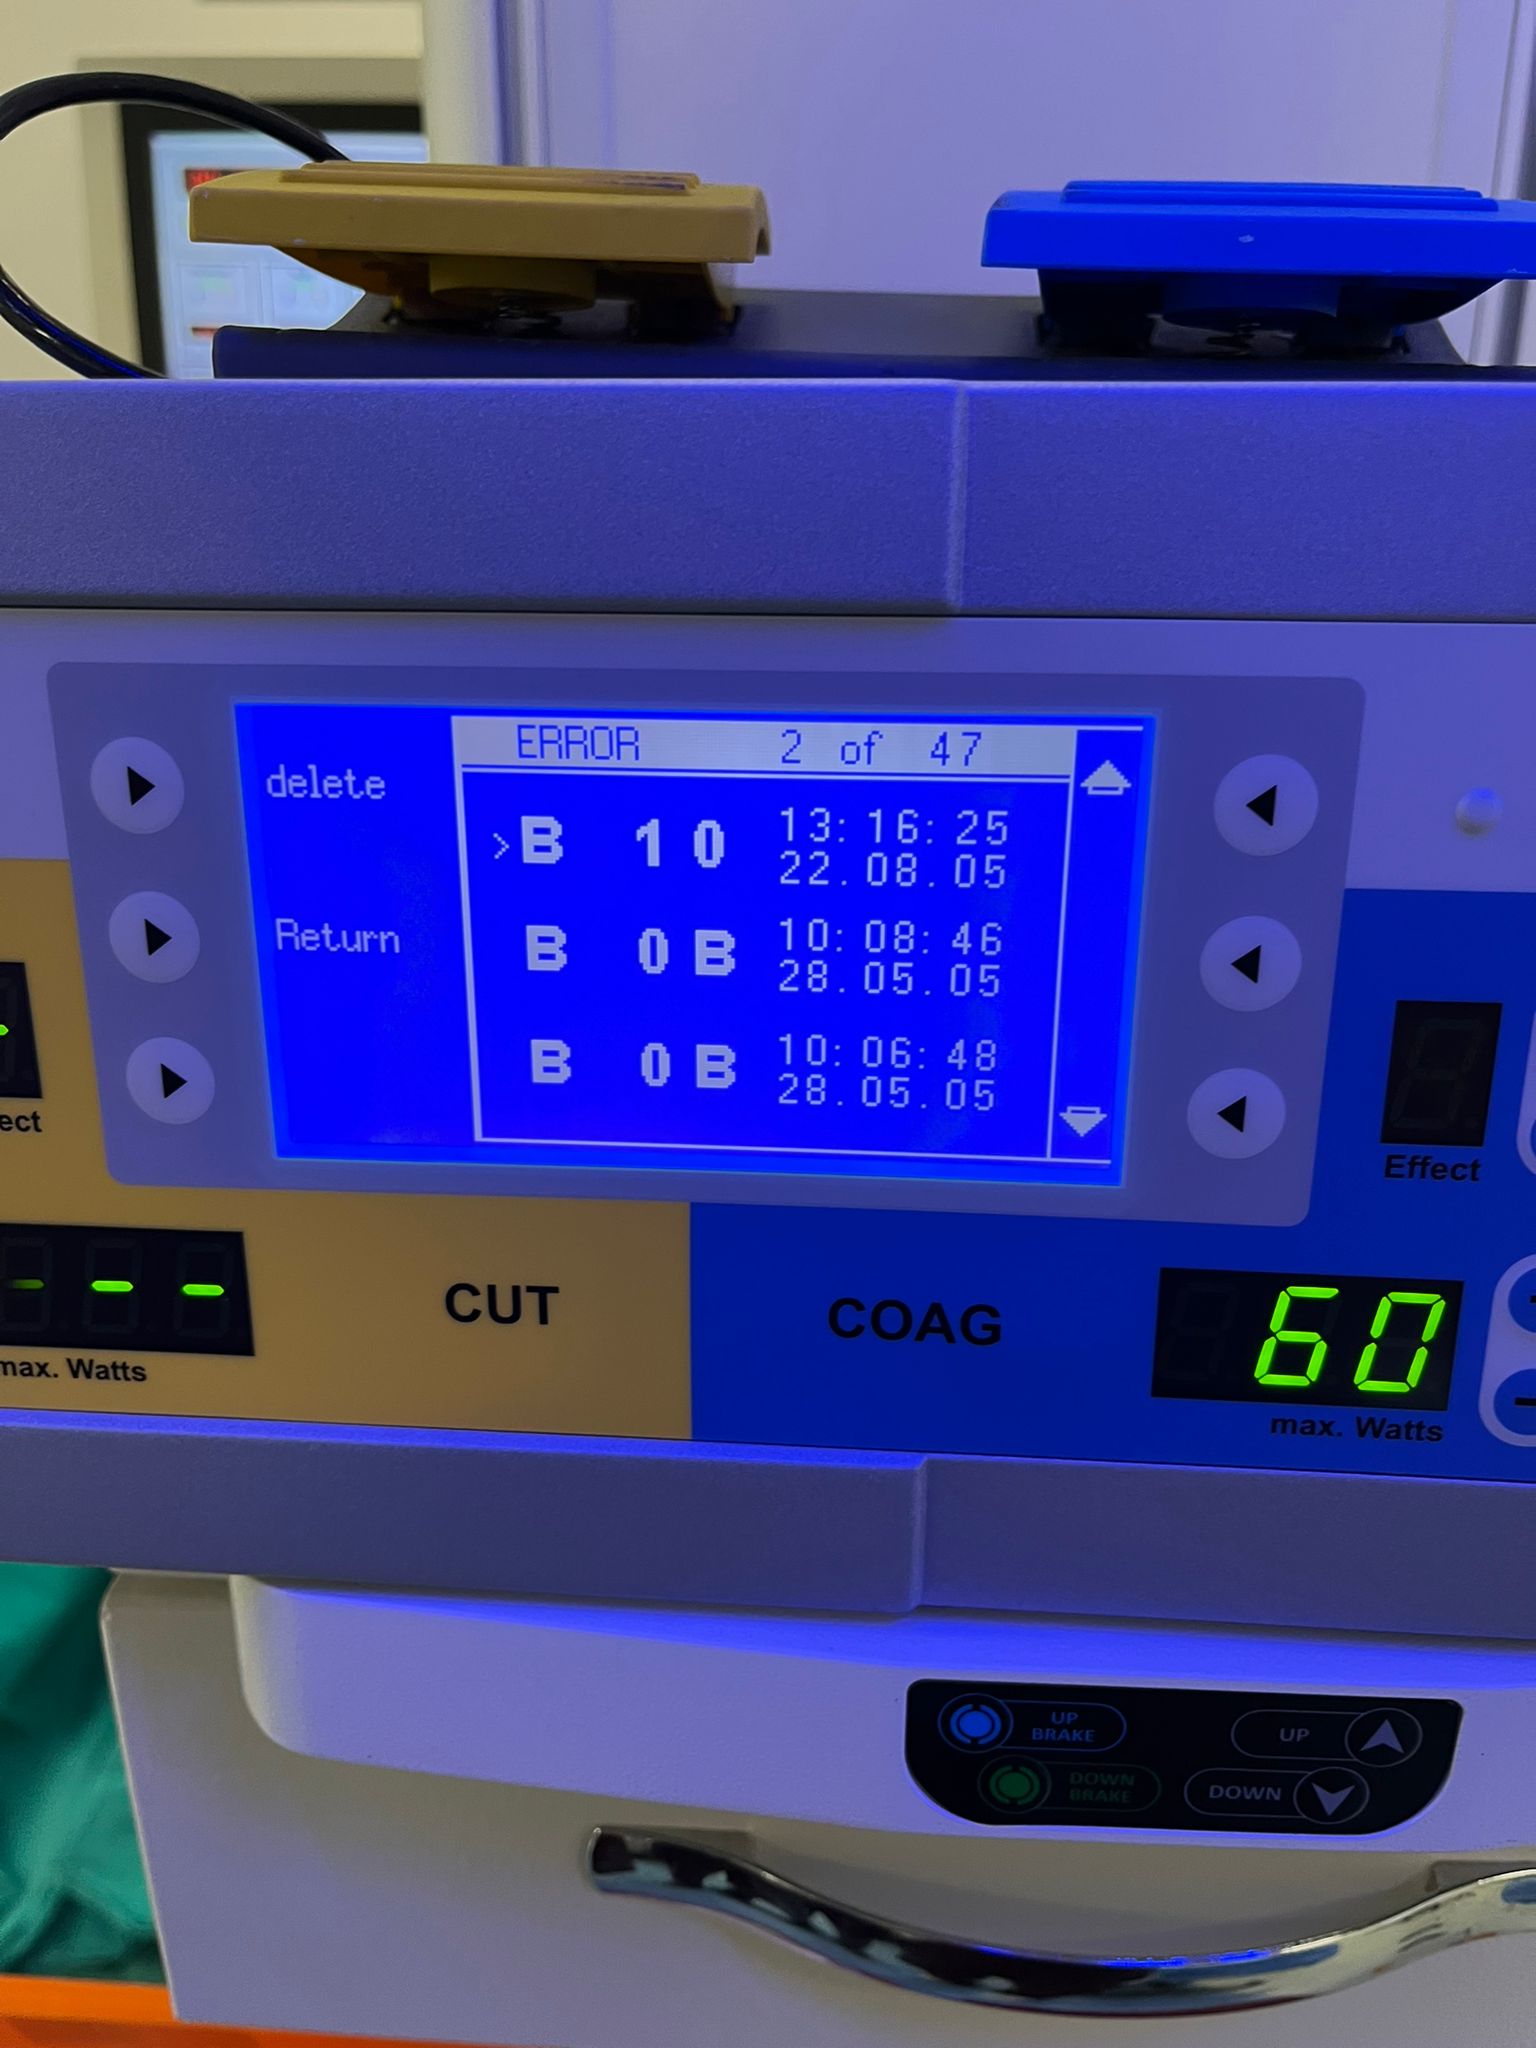 delete
Return
ERROR 2 of 47
>B 10 13:16:25
22.08.05
B 0B 10:08:46
28.05.05
B 0B 10:06:48
28.05.05
Effect
---
max. Watts
CUT
COAG
60
max. Watts
UP
BRAKE
UP
DOWN
BRAKE
DOWN